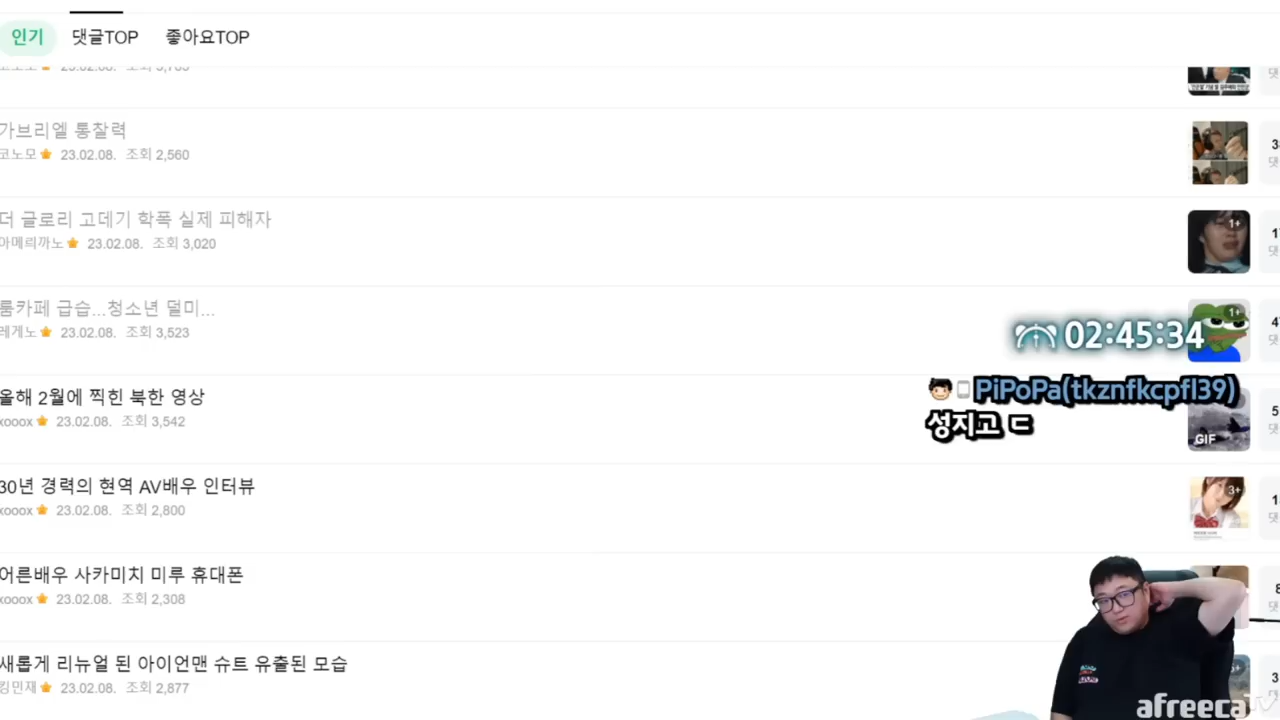 인기 댓글TOP 좋아요TOP
23.02.08. 조회
가브리엘 통찰력
코노모 23.02.08. 조회 2,560
더 글로리 고데기 학폭 실제 피해자
1+
아메리까노 23.02.08. 조회 3,020
룸카페 급습...청소년 덜미...
1+
레게노 23.02.08. 조회 3,523
02:45:34
PiPoPa(tkznfkcpfl39)
성지고 ㄷ
올해 2월에 찍힌 북한 영상
xooox 23.02.08. 조회 3,542
GIF
30년 경력의 현역 AV배우 인터뷰
3+
xooox 23.02.08. 조회 2,800
어른배우 사카미치 미루 휴대폰
xooox 23.02.08. 조회 2,308
새롭게 리뉴얼 된 아이언맨 슈트 유출된 모습
킹민재 23.02.08. 조회 2,877
afreecaTV